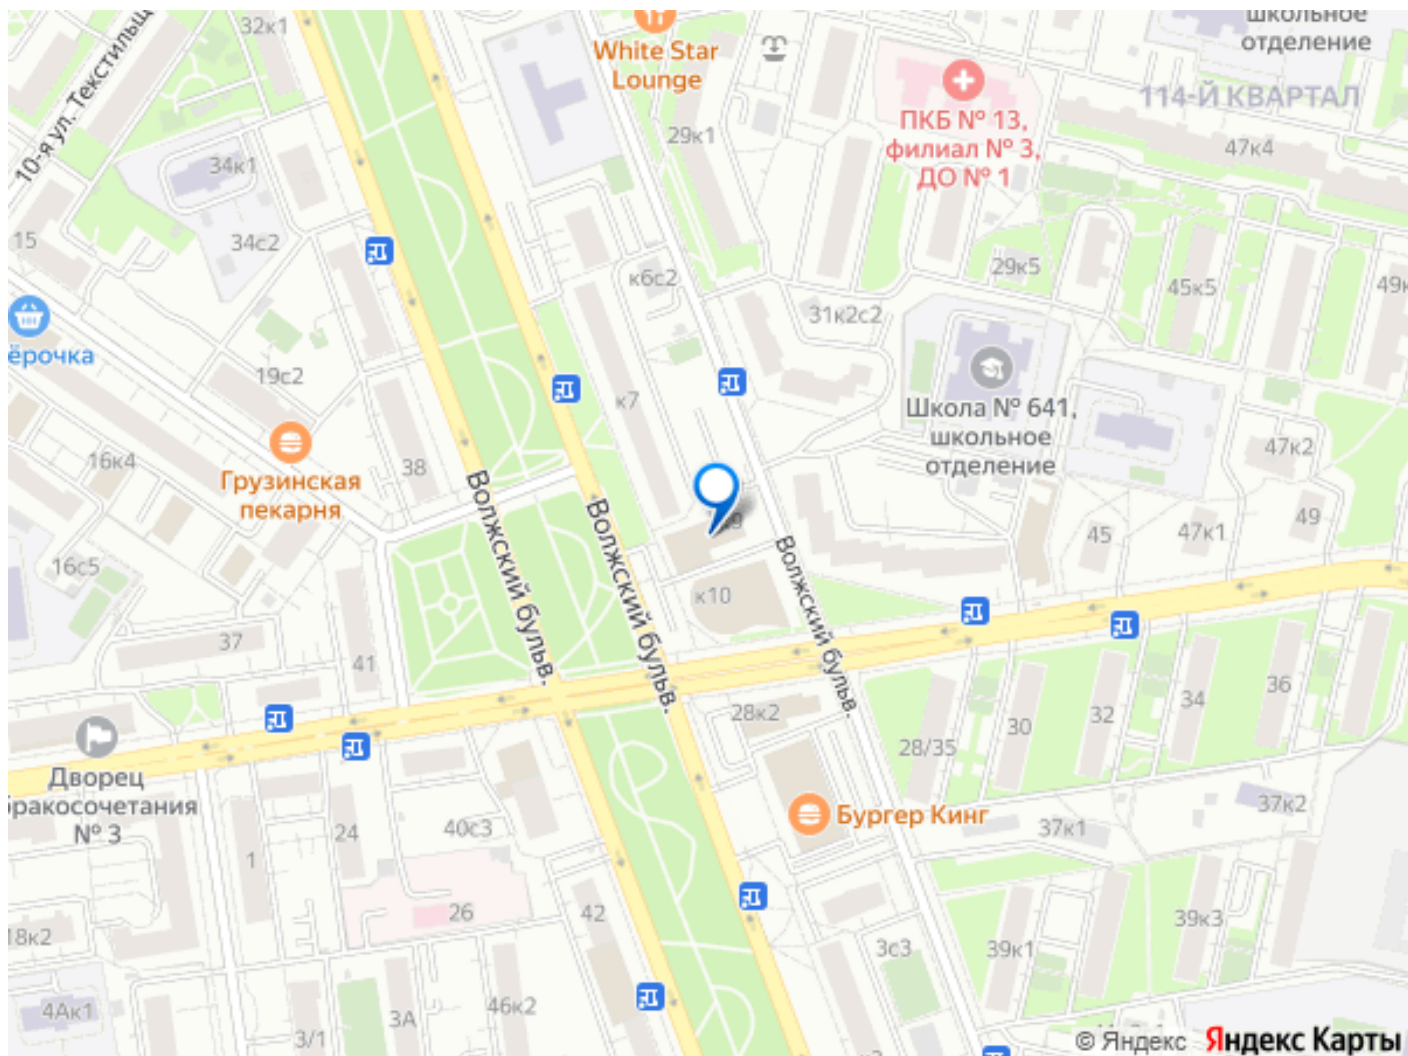 32к1
White Star
Lounge
школьное
отделение
10-я ул. Текстильщ
29к1
ПКБ № 13,
филиал № 3,
ДО № 1
114-Й КВАРТАЛ
47к4
34к1
15
34с2
к6с2
29к5
45к5
49к
31к2с2
ёрочка
19с2
к7
Школа № 641,
школьное
отделение
47к2
16к4
Грузинская
пекарня
38
Волжский бульв.
Волжский бульв.
Волжский бульв.
к9
45
47к1
49
16с5
к10
37
41
28к2
28/35
30
32
34
36
Дворец
бракосочетания
№ 3
1
24
40с3
Бургер Кинг
37к1
37к2
26
42
39к3
18к2
3с3
39к1
4Ак1
3/1
3А
46к2
© Яндекс Яндекс Карты